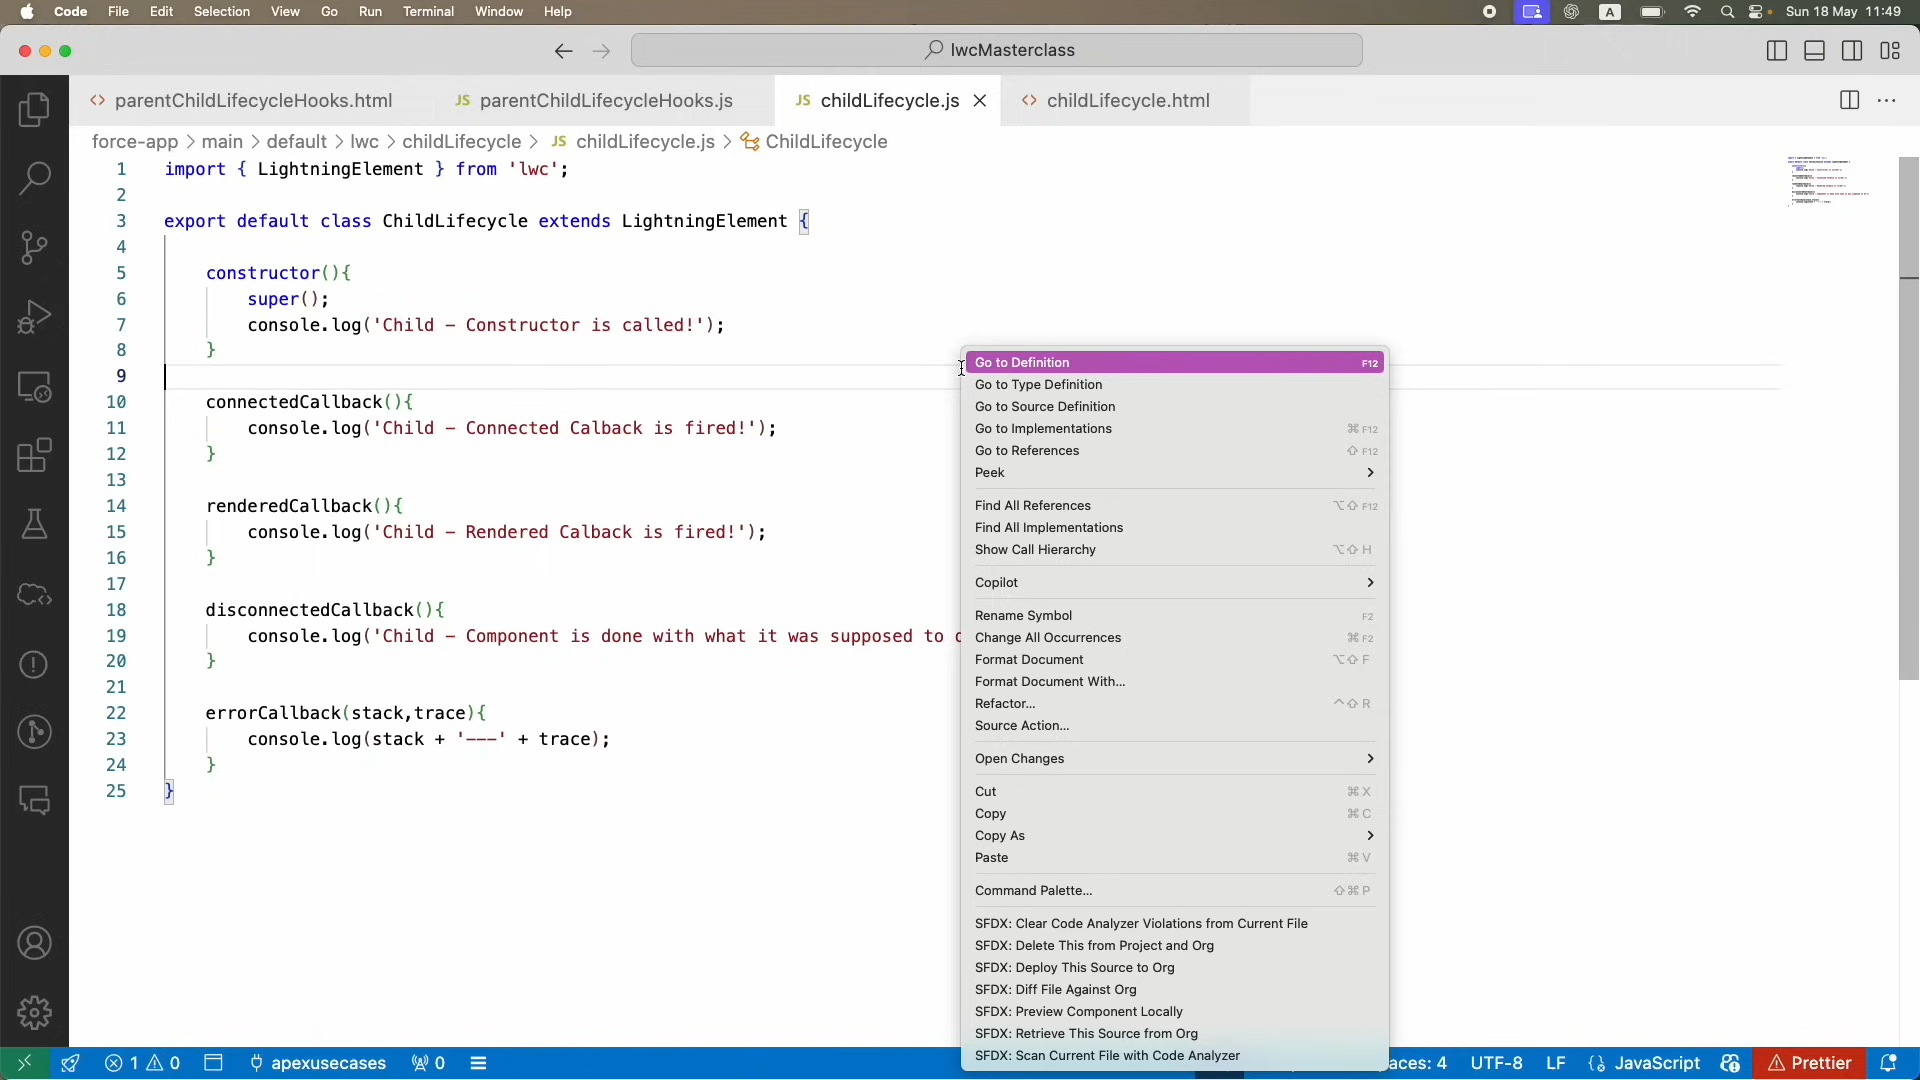 Code File Edit Selection View Go Run Terminal Window Help A Sun 18 May 11:49
lwcMasterclass
<> parentChildLifecycleHooks.html JS parentChildLifecycleHooks.js JS childLifecycle.js <> childLifecycle.html
force-app > main > default > lwc > childLifecycle > JS childLifecycle.js > ChildLifecycle
1 import { LightningElement } from 'lwc';
2
3 export default class ChildLifecycle extends LightningElement {
4
5 constructor(){
6 super();
7 console.log('Child – Constructor is called!');
8 }
9
10 connectedCallback(){
11 console.log('Child – Connected Calback is fired!');
12 }
13
14 renderedCallback(){
15 console.log('Child – Rendered Calback is fired!');
16 }
17
18 disconnectedCallback(){
19 console.log('Child – Component is done with what it was supposed to
20 }
21
22 errorCallback(stack,trace){
23 console.log(stack + '---' + trace);
24 }
25 }
Go to Definition F12
Go to Type Definition
Go to Source Definition
Go to Implementations ⌘ F12
Go to References ⇧ F12
Peek >
Find All References ⌥⇧ F12
Find All Implementations
Show Call Hierarchy ⌥⇧ H
Copilot >
Rename Symbol F2
Change All Occurrences ⌘ F2
Format Document ⌥⇧ F
Format Document With...
Refactor... ^⇧ R
Source Action...
Open Changes >
Cut ⌘ X
Copy ⌘ C
Copy As >
Paste ⌘ V
Command Palette... ⇧⌘ P
SFDX: Clear Code Analyzer Violations from Current File
SFDX: Delete This from Project and Org
SFDX: Deploy This Source to Org
SFDX: Diff File Against Org
SFDX: Preview Component Locally
SFDX: Retrieve This Source from Org
SFDX: Scan Current File with Code Analyzer
1 0 apexusecases 0 aces: 4 UTF-8 LF {} JavaScript Prettier